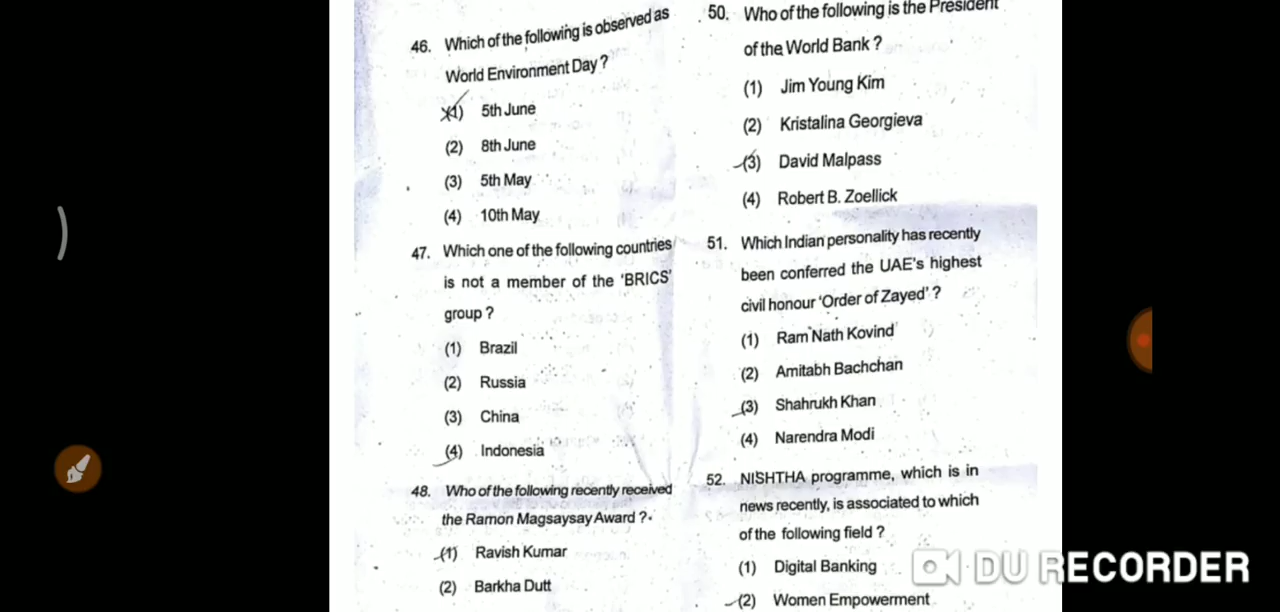 46. Which of the following is observed as
World Environment Day ?
(1) 5th June
(2) 8th June
(3) 5th May
(4) 10th May
47. Which one of the following countries
is not a member of the 'BRICS'
group ?
(1) Brazil
(2) Russia
(3) China
(4) Indonesia
48. Who of the following recently received
the Ramon Magsaysay Award ?
(1) Ravish Kumar
(2) Barkha Dutt
50. Who of the following is the President
of the World Bank ?
(1) Jim Young Kim
(2) Kristalina Georgieva
(3) David Malpass
(4) Robert B. Zoellick
51. Which Indian personality has recently
been conferred the UAE's highest
civil honour 'Order of Zayed' ?
(1) Ram Nath Kovind
(2) Amitabh Bachchan
(3) Shahrukh Khan
(4) Narendra Modi
52. NISHTHA programme, which is in
news recently, is associated to which
of the following field ?
(1) Digital Banking
(2) Women Empowerment
DU RECORDER